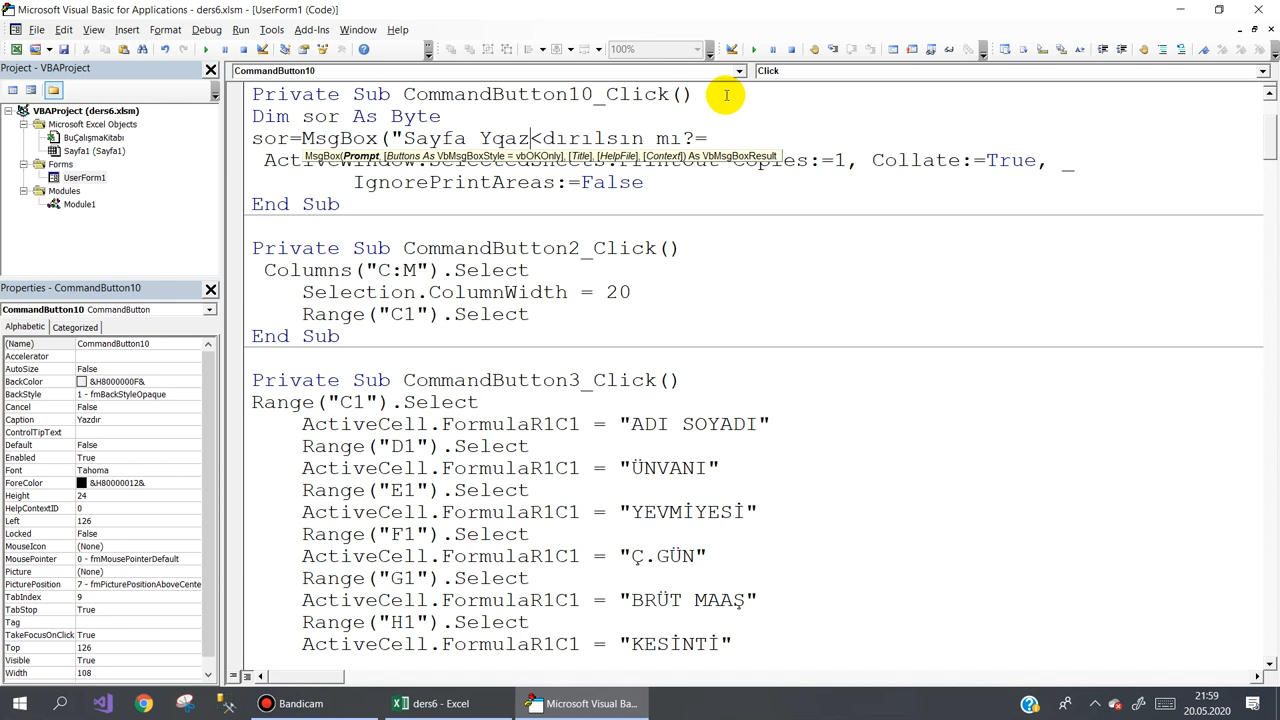 Microsoft Visual Basic for Applications - ders6.xlsm - [UserForm1 (Code)]
File Edit View Insert Format Debug Run Tools Add-Ins Window Help
100%
Project - VBAProject
CommandButton10
Click
VBAProject (ders6.xlsm)
Microsoft Excel Objects
BuÇalışmaKitabı
Sayfa1 (Sayfa1)
Forms
UserForm1
Modules
Module1
Properties - CommandButton10
CommandButton10 CommandButton
Alphabetic Categorized
(Name) CommandButton10
Accelerator
AutoSize False
BackColor &H8000000F&
BackStyle 1 - fmBackStyleOpaque
Cancel False
Caption Yazdır
ControlTipText
Default False
Enabled True
Font Tahoma
ForeColor &H80000012&
Height 24
HelpContextID 0
Left 126
Locked False
MouseIcon (None)
MousePointer 0 - fmMousePointerDefault
Picture (None)
PicturePosition 7 - fmPicturePositionAboveCente
TabIndex 9
TabStop True
Tag
TakeFocusOnClick True
Top 126
Visible True
Width 108
Private Sub CommandButton10_Click()
Dim sor As Byte
sor=MsgBox("Sayfa Yqaz<dırılsın mı?=
MsgBox(Prompt, [Buttons As VbMsgBoxStyle = vbOKOnly], [Title], [HelpFile], [Context]) As VbMsgBoxResult
ActiveWindow.SelectedSheets.PrintOut Copies:=1, Collate:=True, _
IgnorePrintAreas:=False
End Sub
Private Sub CommandButton2_Click()
Columns("C:M").Select
Selection.ColumnWidth = 20
Range("C1").Select
End Sub
Private Sub CommandButton3_Click()
Range("C1").Select
ActiveCell.FormulaR1C1 = "ADI SOYADI"
Range("D1").Select
ActiveCell.FormulaR1C1 = "ÜNVANI"
Range("E1").Select
ActiveCell.FormulaR1C1 = "YEVMİYESİ"
Range("F1").Select
ActiveCell.FormulaR1C1 = "Ç.GÜN"
Range("G1").Select
ActiveCell.FormulaR1C1 = "BRÜT MAAŞ"
Range("H1").Select
ActiveCell.FormulaR1C1 = "KESİNTİ"
Bandicam
ders6 - Excel
Microsoft Visual Ba...
21:59
20.05.2020